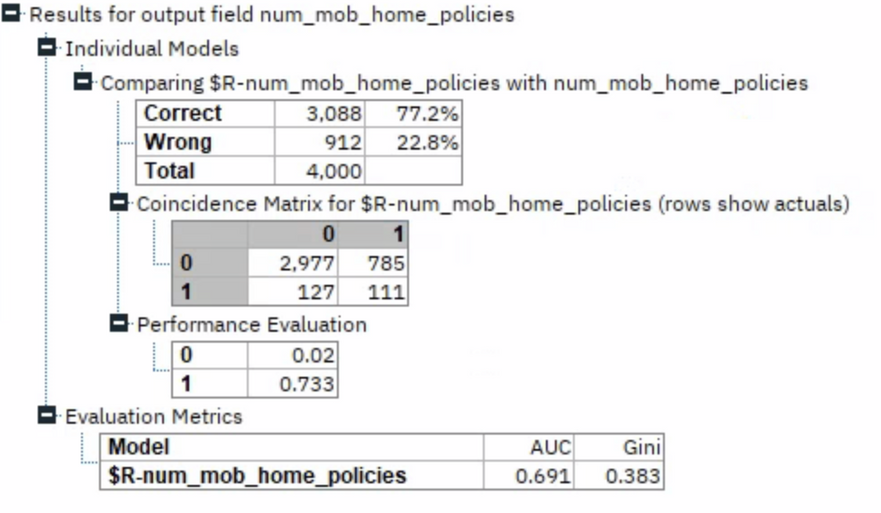 Results for output field num_mob_home_policies
Individual Models
Comparing $R-num_mob_home_policies with num_mob_home_policies
Correct 3,088 77.2%
Wrong 912 22.8%
Total 4,000
Coincidence Matrix for $R-num_mob_home_policies (rows show actuals)
0 1
0 2,977 785
1 127 111
Performance Evaluation
0 0.02
1 0.733
Evaluation Metrics
Model AUC Gini
$R-num_mob_home_policies 0.691 0.383